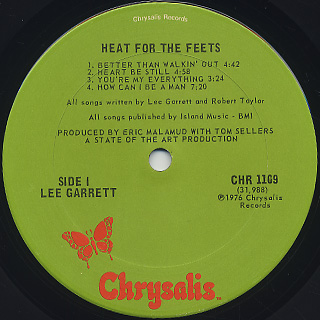 Chrysalis Records
HEAT FOR THE FEETS
1. BETTER THAN WALKIN' OUT 4:42
2. HEART BE STILL 4:58
3. YOU'RE MY EVERYTHING 3:24
4. HOW CAN I BE A MAN 7:20
All songs written by Lee Garrett and Robert Taylor
All songs published by Island Music - BMI
PRODUCED BY ERIC MALAMUD WITH TOM SELLERS
A STATE OF THE ART PRODUCTION
SIDE 1
LEE GARRETT
CHR 1109
(31,988)
℗1976 Chrysalis
Records
Chrysalis™